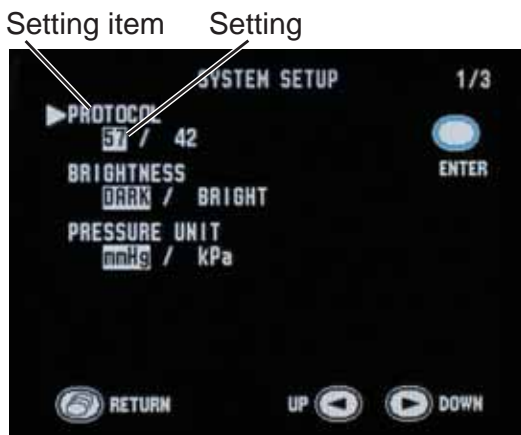 Setting item Setting
SYSTEM SETUP 1/3
PROTOCOL
57 / 42
ENTER
BRIGHTNESS
DARK / BRIGHT
PRESSURE UNIT
mmHg / kPa
RETURN UP DOWN